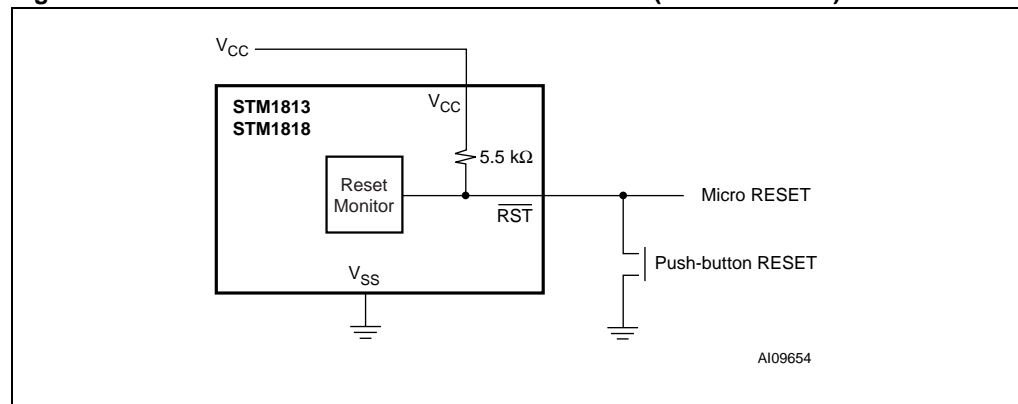 V_CC
V_CC
STM1813
STM1818
5.5 kΩ
Reset
Monitor
Micro RESET
RST
Push-button RESET
V_SS
AI09654